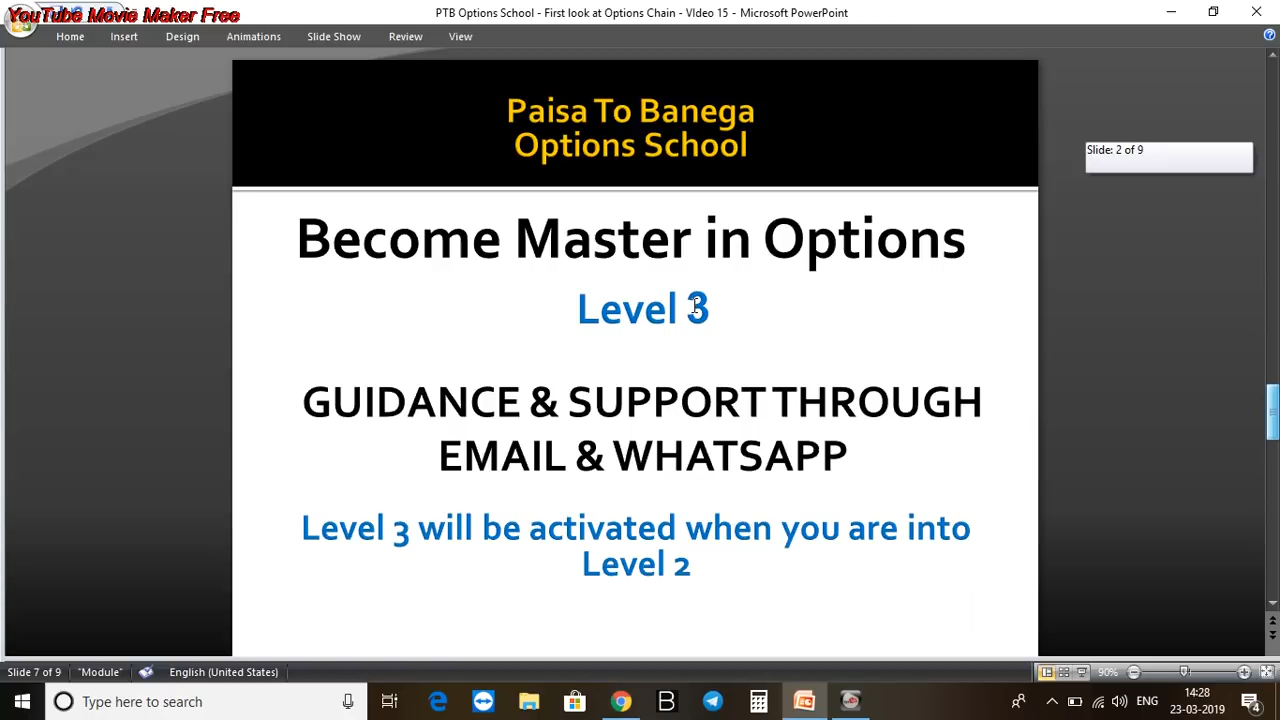 YouTube Movie Maker Free
PTB Options School - First look at Options Chain - VIdeo 15 - Microsoft PowerPoint
Home Insert Design Animations Slide Show Review View
Paisa To Banega
Options School
Slide: 2 of 9
Become Master in Options
Level 3
GUIDANCE & SUPPORT THROUGH
EMAIL & WHATSAPP
Level 3 will be activated when you are into
Level 2
Slide 7 of 9 "Module" English (United States) 90%
Type here to search ENG 14:28
23-03-2019 4